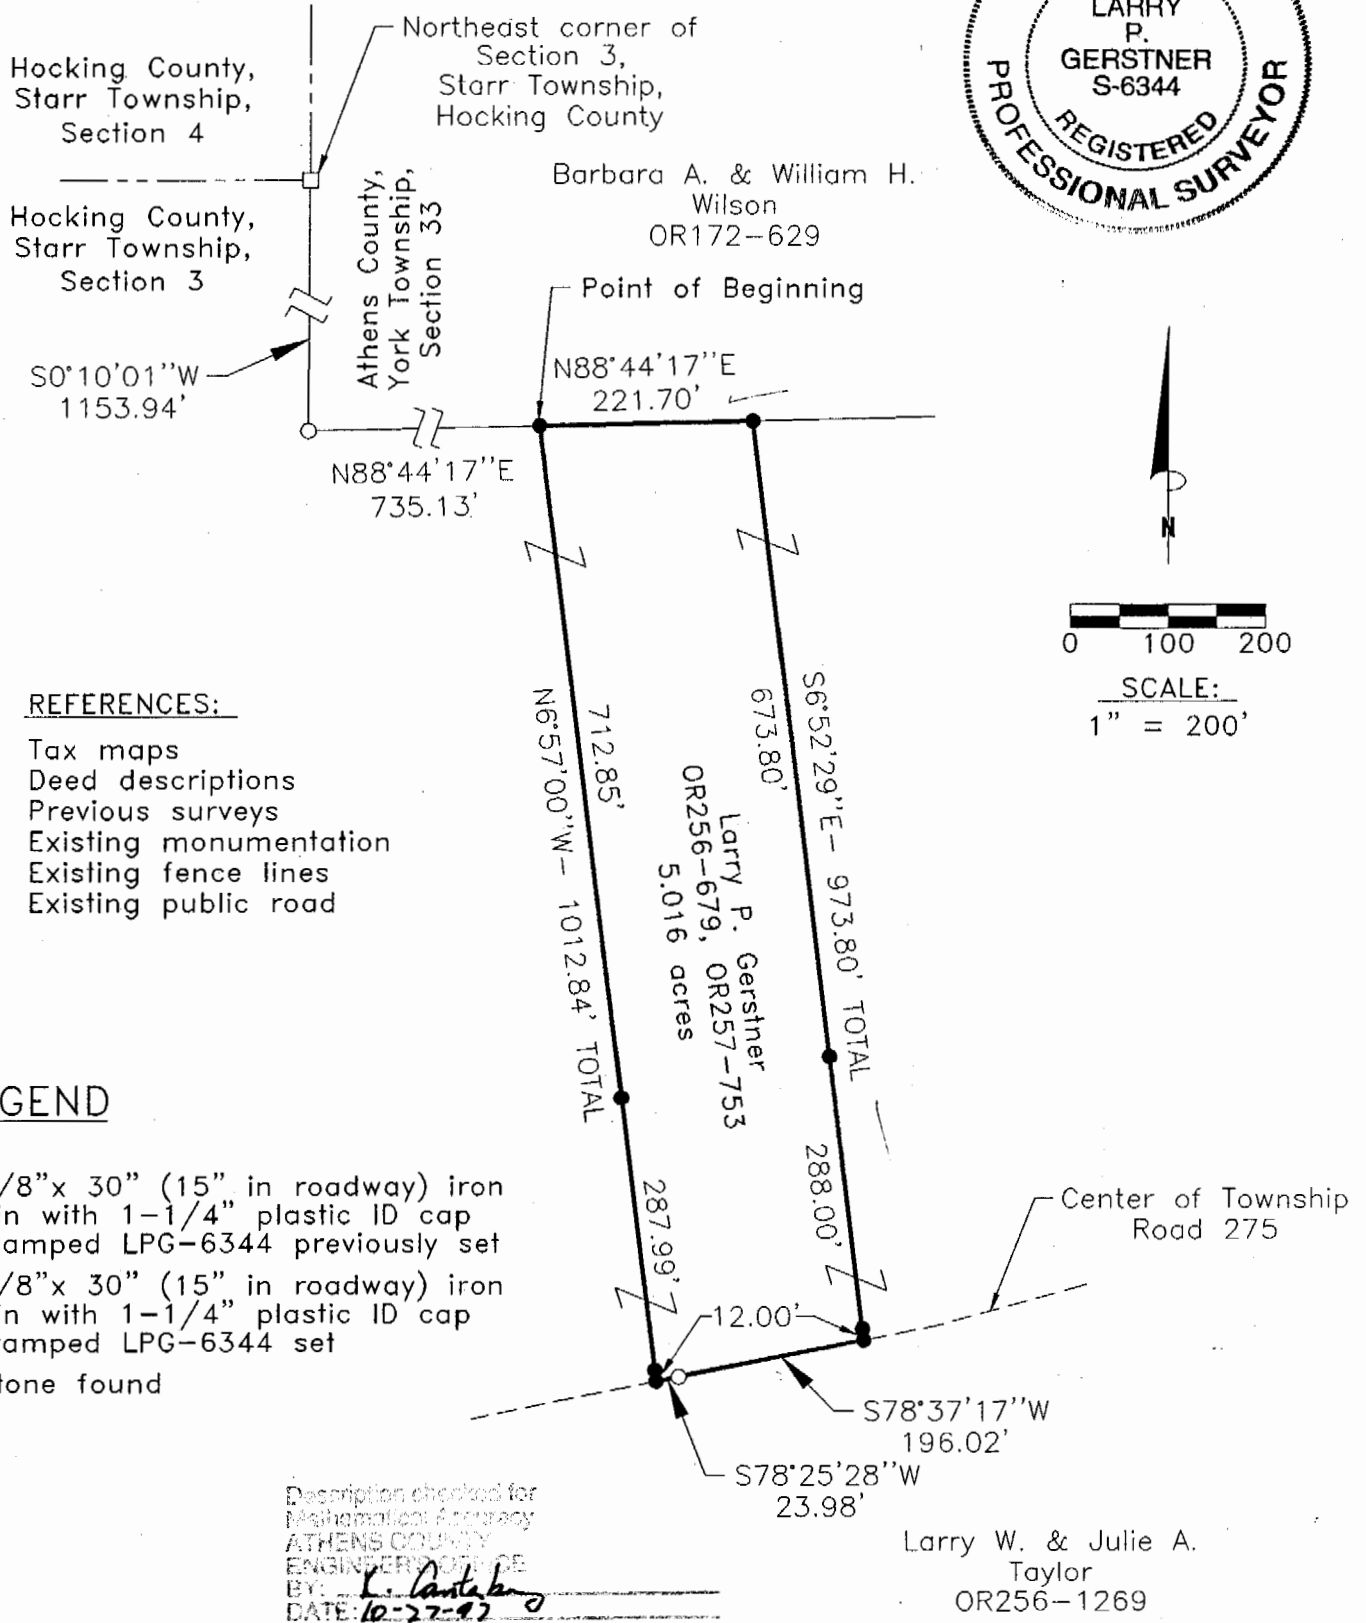 Northeast corner of
Section 3,
Starr Township,
Hocking County
Hocking County,
Starr Township,
Section 4
Hocking County,
Starr Township,
Section 3
Athens County,
York Township,
Section 33
LARRY
P.
GERSTNER
S-6344
REGISTERED
PROFESSIONAL SURVEYOR
Barbara A. & William H.
Wilson
OR172-629
Point of Beginning
S0°10'01"W
1153.94'
N88°44'17"E
221.70'
N88°44'17"E
735.13'
N
0 100 200
SCALE:
1" = 200'
REFERENCES:
Tax maps
Deed descriptions
Previous surveys
Existing monumentation
Existing fence lines
Existing public road
N6°57'00"W- 1012.84' TOTAL
712.85'
287.99'
Larry P. Gerstner
OR256-679, OR257-753
5.016 acres
S6°52'29"E- 973.80' TOTAL
673.80'
288.00'
GEND
/8"x 30" (15" in roadway) iron
n with 1-1/4" plastic ID cap
amped LPG-6344 previously set
/8"x 30" (15" in roadway) iron
n with 1-1/4" plastic ID cap
amped LPG-6344 set
tone found
Center of Township
Road 275
12.00'
S78°37'17"W
196.02'
S78°25'28"W
23.98'
Description checked for
Mathematical Accuracy
ATHENS COUNTY
ENGINEER'S OFFICE
BY:
DATE: 10-27-97
Larry W. & Julie A.
Taylor
OR256-1269